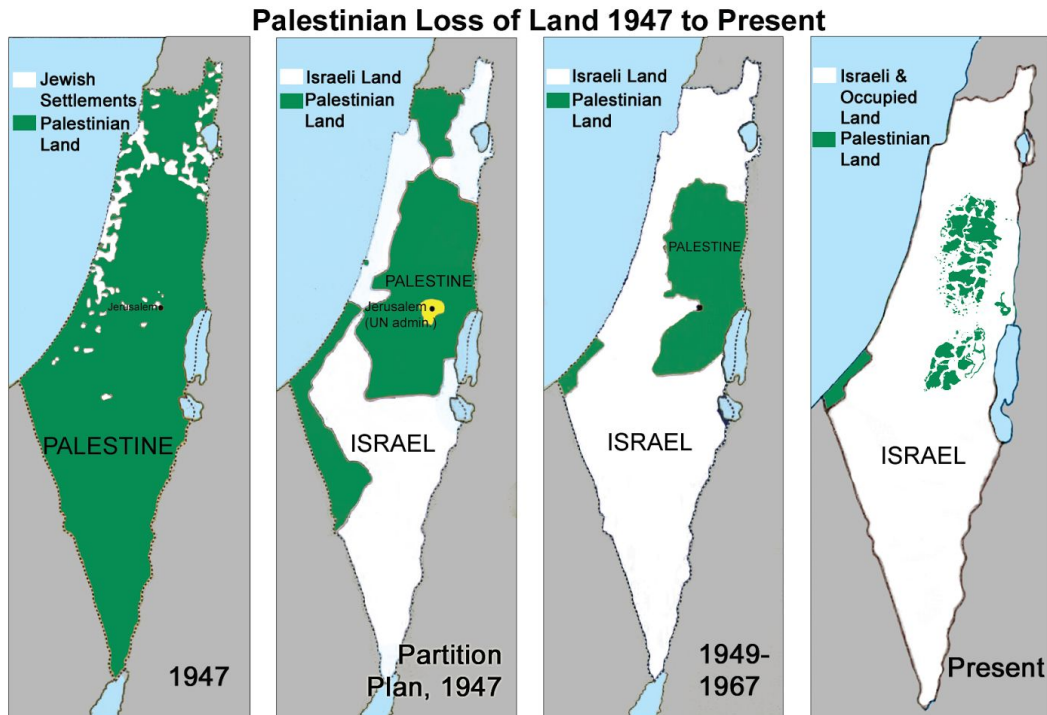 Palestinian Loss of Land 1947 to Present
Jewish
Settlements
Palestinian
Land
Jerusalem
PALESTINE
1947
Israeli Land
Palestinian
Land
PALESTINE
Jerusalem
(UN admin.)
ISRAEL
Partition
Plan, 1947
Israeli Land
Palestinian
Land
PALESTINE
ISRAEL
1949-
1967
Israeli &
Occupied
Land
Palestinian
Land
ISRAEL
Present